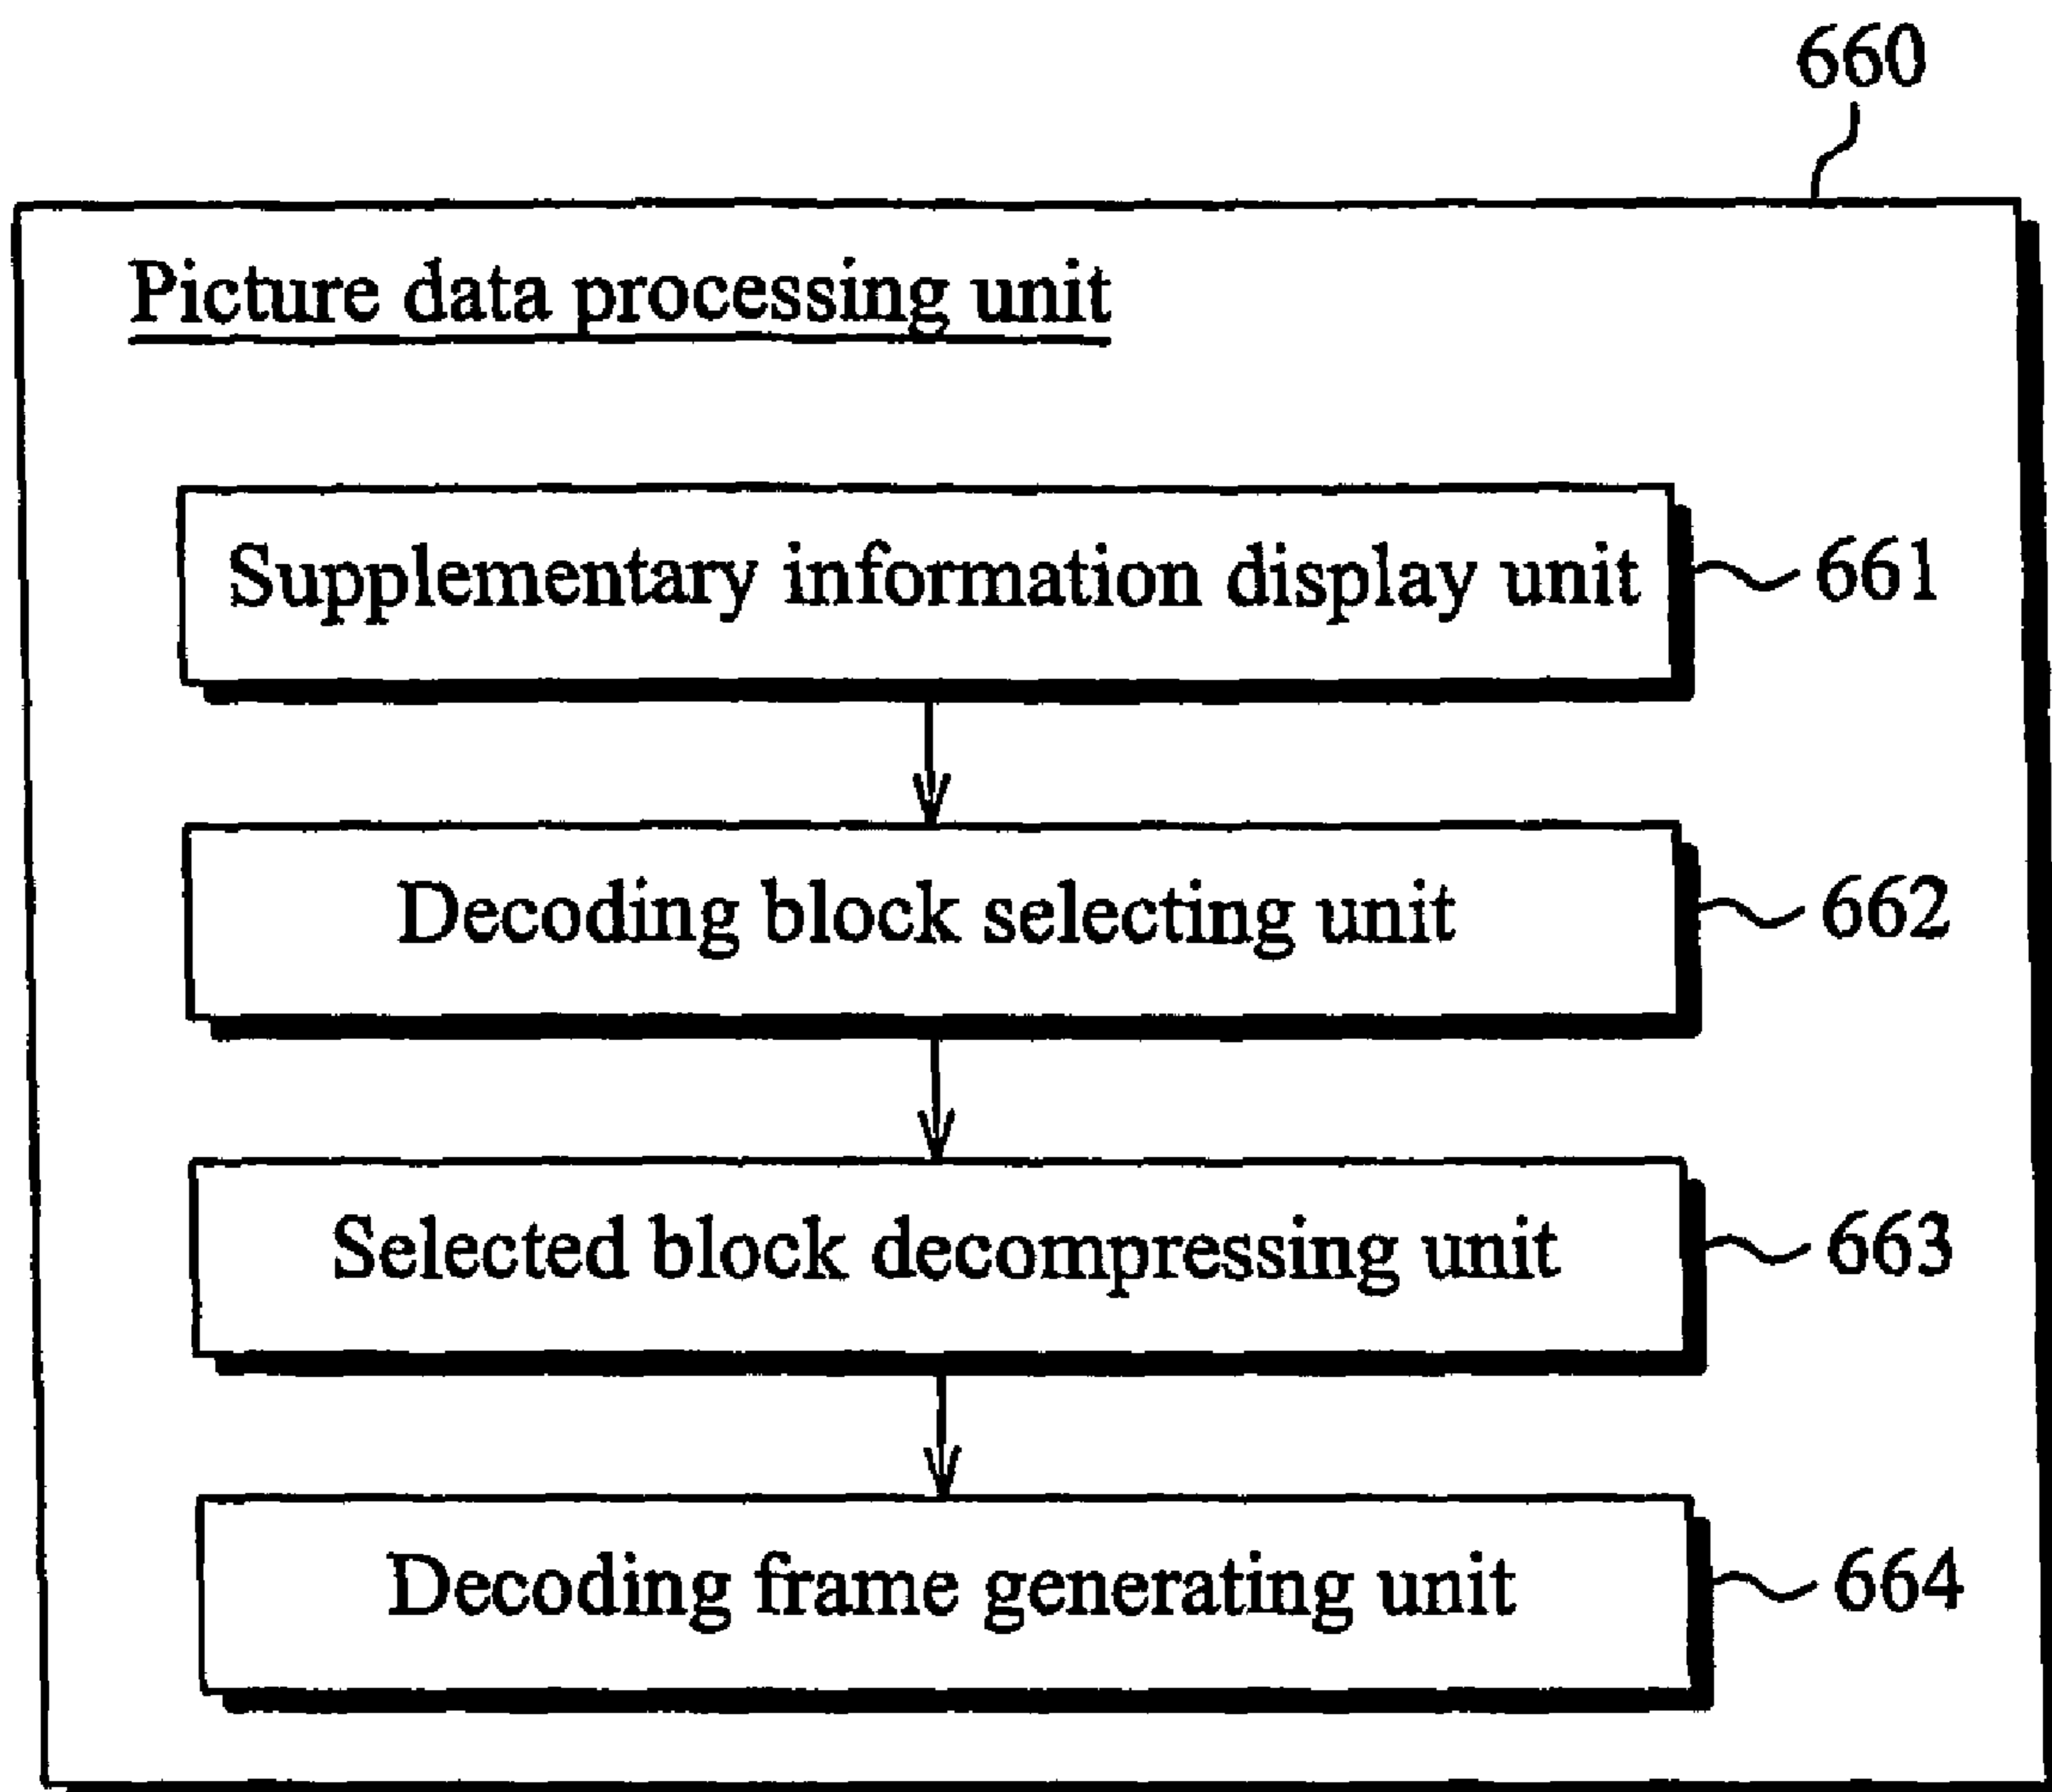 660
Picture data processing unit
Supplementary information display unit 661
Decoding block selecting unit 662
Selected block decompressing unit 663
Decoding frame generating unit 664